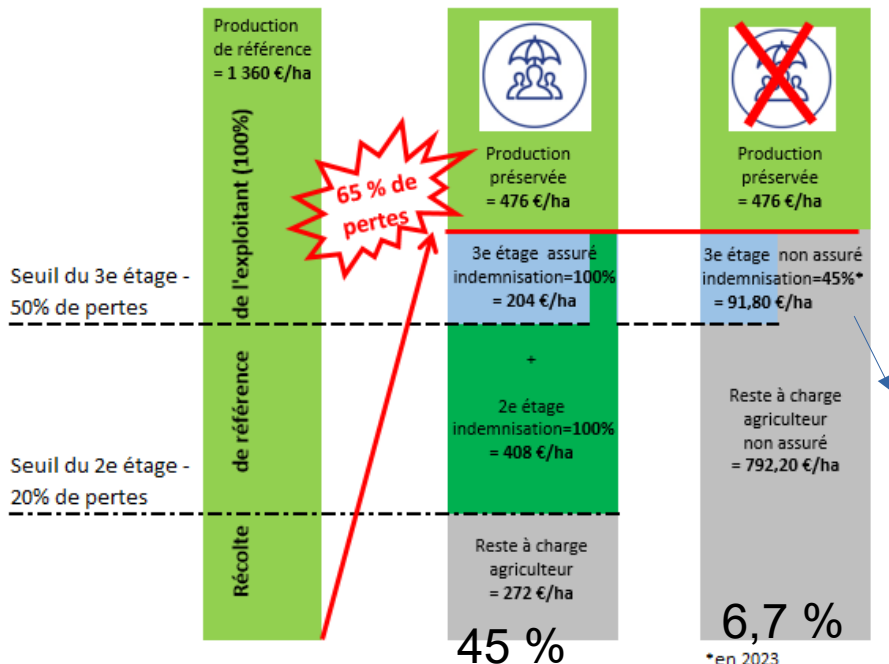 Production
de référence
= 1 360 €/ha
Récolte de référence de l'exploitant (100%)
65 % de
pertes
Seuil du 3e étage -
50% de pertes
Seuil du 2e étage -
20% de pertes
Production
préservée
= 476 €/ha
3e étage assuré
indemnisation=100%
= 204 €/ha
+
2e étage
indemnisation=100%
= 408 €/ha
Reste à charge
agriculteur
= 272 €/ha
45 %
Production
préservée
= 476 €/ha
3e étage non assuré
indemnisation=45%*
= 91,80 €/ha
Reste à charge
agriculteur
non assuré
= 792,20 €/ha
6,7 %
*en 2023